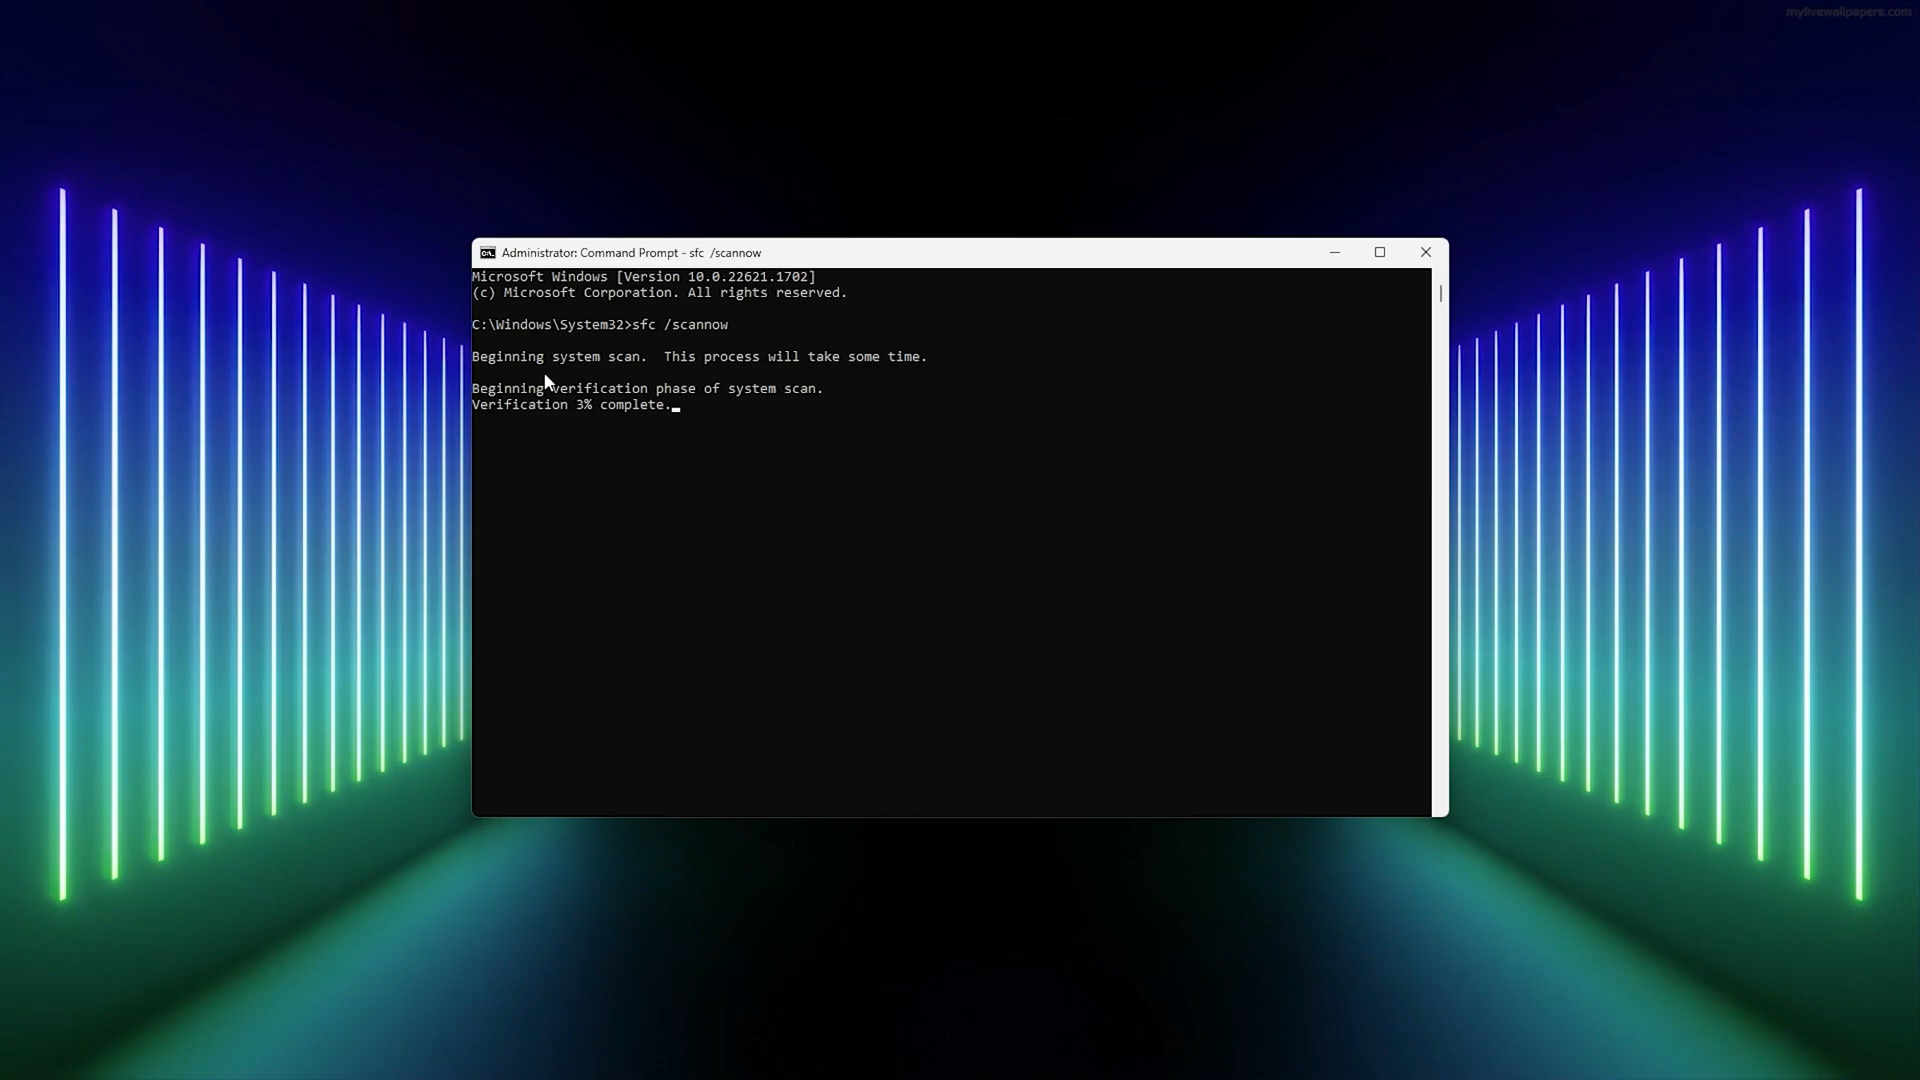 mylivewallpapers.com
Administrator: Command Prompt - sfc  /scannow
Microsoft Windows [Version 10.0.22621.1702]
(c) Microsoft Corporation. All rights reserved.
C:\Windows\System32>sfc /scannow
Beginning system scan.  This process will take some time.
Beginning verification phase of system scan.
Verification 3% complete.